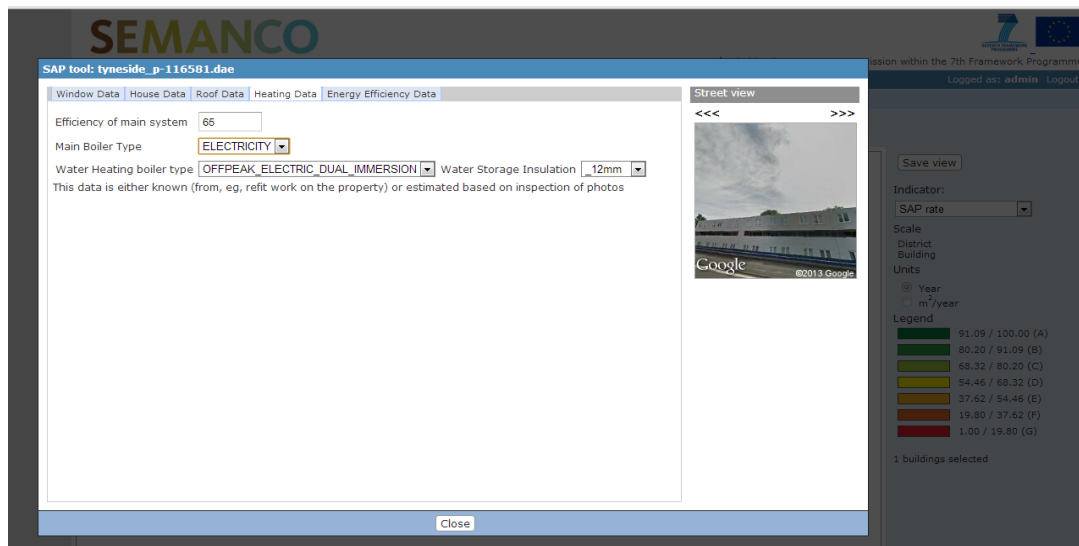 SEMANCO
7
SEVENTH FRAMEWORK
PROGRAMME
ission within the 7th Framework Programme
Logged as: admin Logout
SAP tool: tyneside_p-116581.dae
Window Data House Data Roof Data Heating Data Energy Efficiency Data
Efficiency of main system 65
Main Boiler Type ELECTRICITY
Water Heating boiler type OFFPEAK_ELECTRIC_DUAL_IMMERSION Water Storage Insulation _12mm
This data is either known (from, eg, refit work on the property) or estimated based on inspection of photos
Street view
<<< >>>
Google ©2013 Google
Close
Save view
Indicator:
SAP rate
Scale
District
Building
Units
Year
m²/year
Legend
91.09 / 100.00 (A)
80.20 / 91.09 (B)
68.32 / 80.20 (C)
54.46 / 68.32 (D)
37.62 / 54.46 (E)
19.80 / 37.62 (F)
1.00 / 19.80 (G)
1 buildings selected